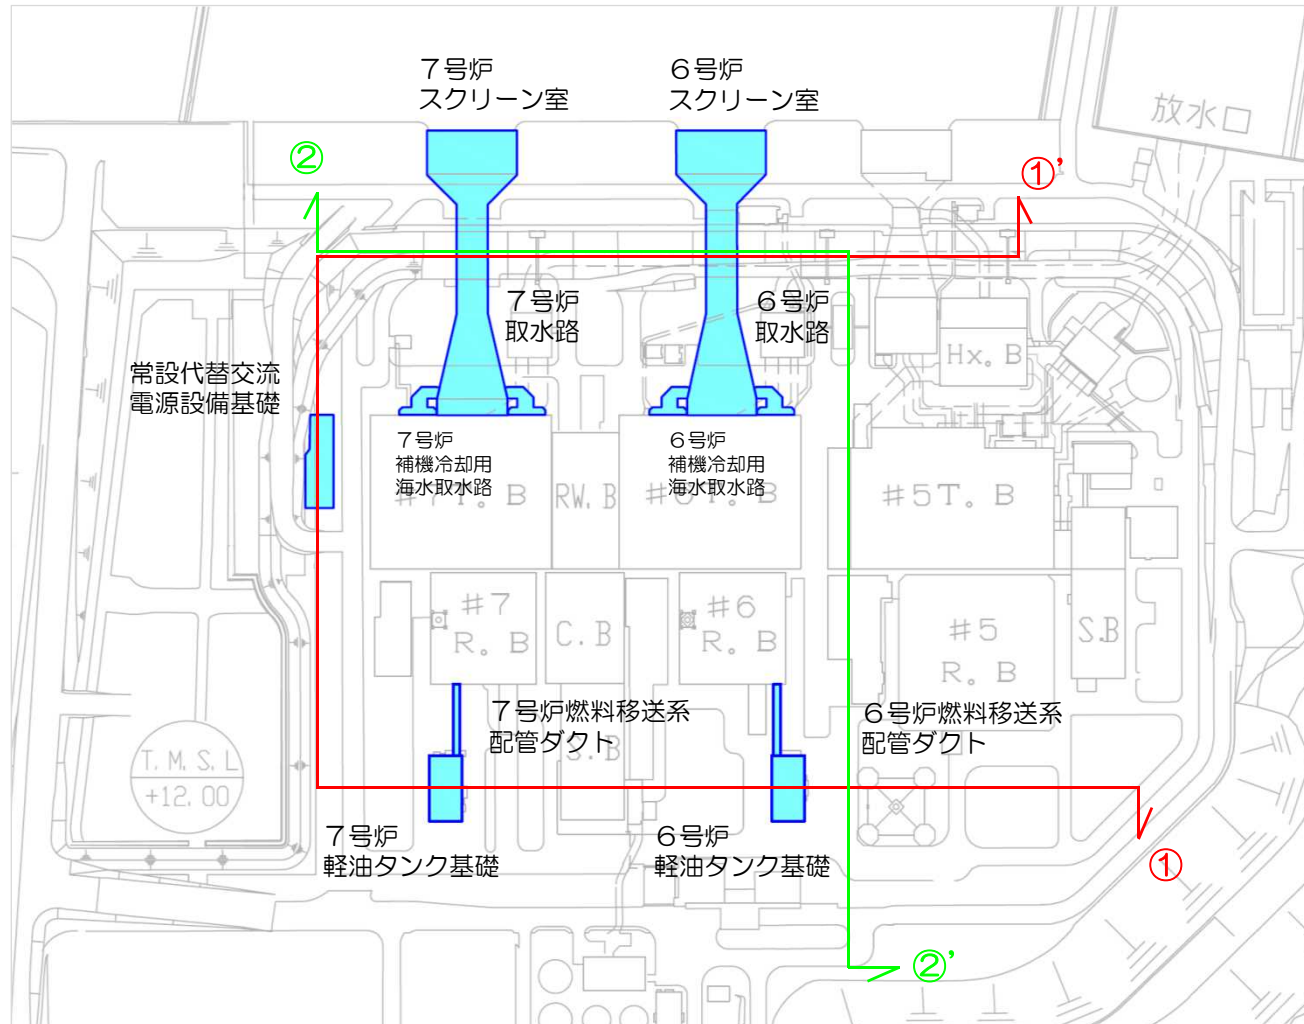 ７号炉
スクリーン室
６号炉
スクリーン室
放水口
②
①’
７号炉
取水路
６号炉
取水路
Hx. B
常設代替交流
電源設備基礎
７号炉
補機冷却用
海水取水路
６号炉
補機冷却用
海水取水路
#7T. B
RW. B
#6T. B
#5T. B
#7
R. B
C. B
#6
R. B
#5
R. B
S.B
７号炉燃料移送系
配管ダクト
６号炉燃料移送系
配管ダクト
S. B
T. M. S. L
+12. 00
７号炉
軽油タンク基礎
６号炉
軽油タンク基礎
①
②’